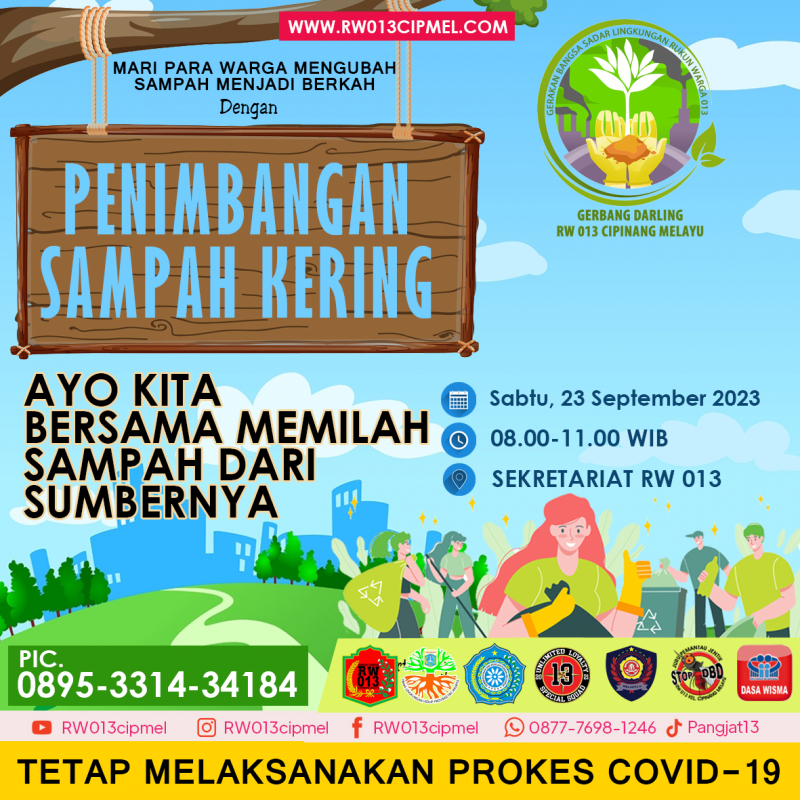 WWW.RW013CIPMEL.COM
MARI PARA WARGA MENGUBAH
SAMPAH MENJADI BERKAH
Dengan
PENIMBANGAN
SAMPAH KERING
GERAKAN BANGSA SADAR LINGKUNGAN RUKUN WARGA 013
GERBANG DARLING
RW 013 CIPINANG MELAYU
AYO KITA
BERSAMA MEMILAH
SAMPAH DARI
SUMBERNYA
Sabtu, 23 September 2023
08.00-11.00 WIB
SEKRETARIAT RW 013
PIC.
0895-3314-34184
RW
013
UNLIMITED LOYALTY
13
SPECIAL SQUAD
STOP DBD
DASA WISMA
RW013cipmel
RW013cipmel
RW013cipmel
0877-7698-1246
Pangjat13
TETAP MELAKSANAKAN PROKES COVID-19